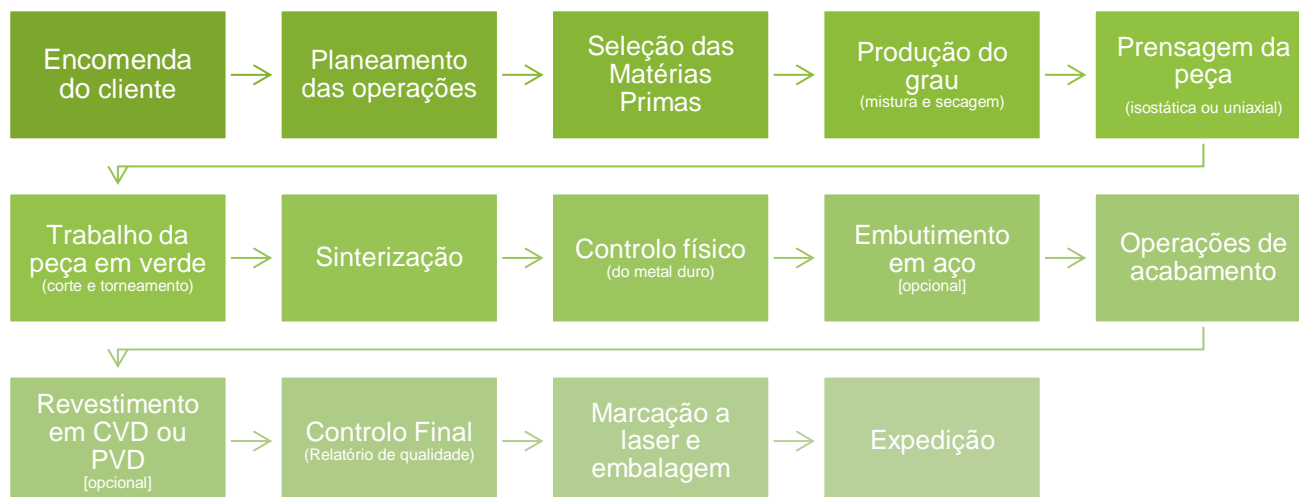 Encomenda
do cliente
Planeamento
das operações
Seleção das
Matérias
Primas
Produção do
grau
(mistura e secagem)
Prensagem da
peça
(isostática ou uniaxial)
Trabalho da
peça em verde
(corte e torneamento)
Sinterização
Controlo físico
(do metal duro)
Embutimento
em aço
[opcional]
Operações de
acabamento
Revestimento
em CVD ou
PVD
[opcional]
Controlo Final
(Relatório de qualidade)
Marcação a
laser e
embalagem
Expedição